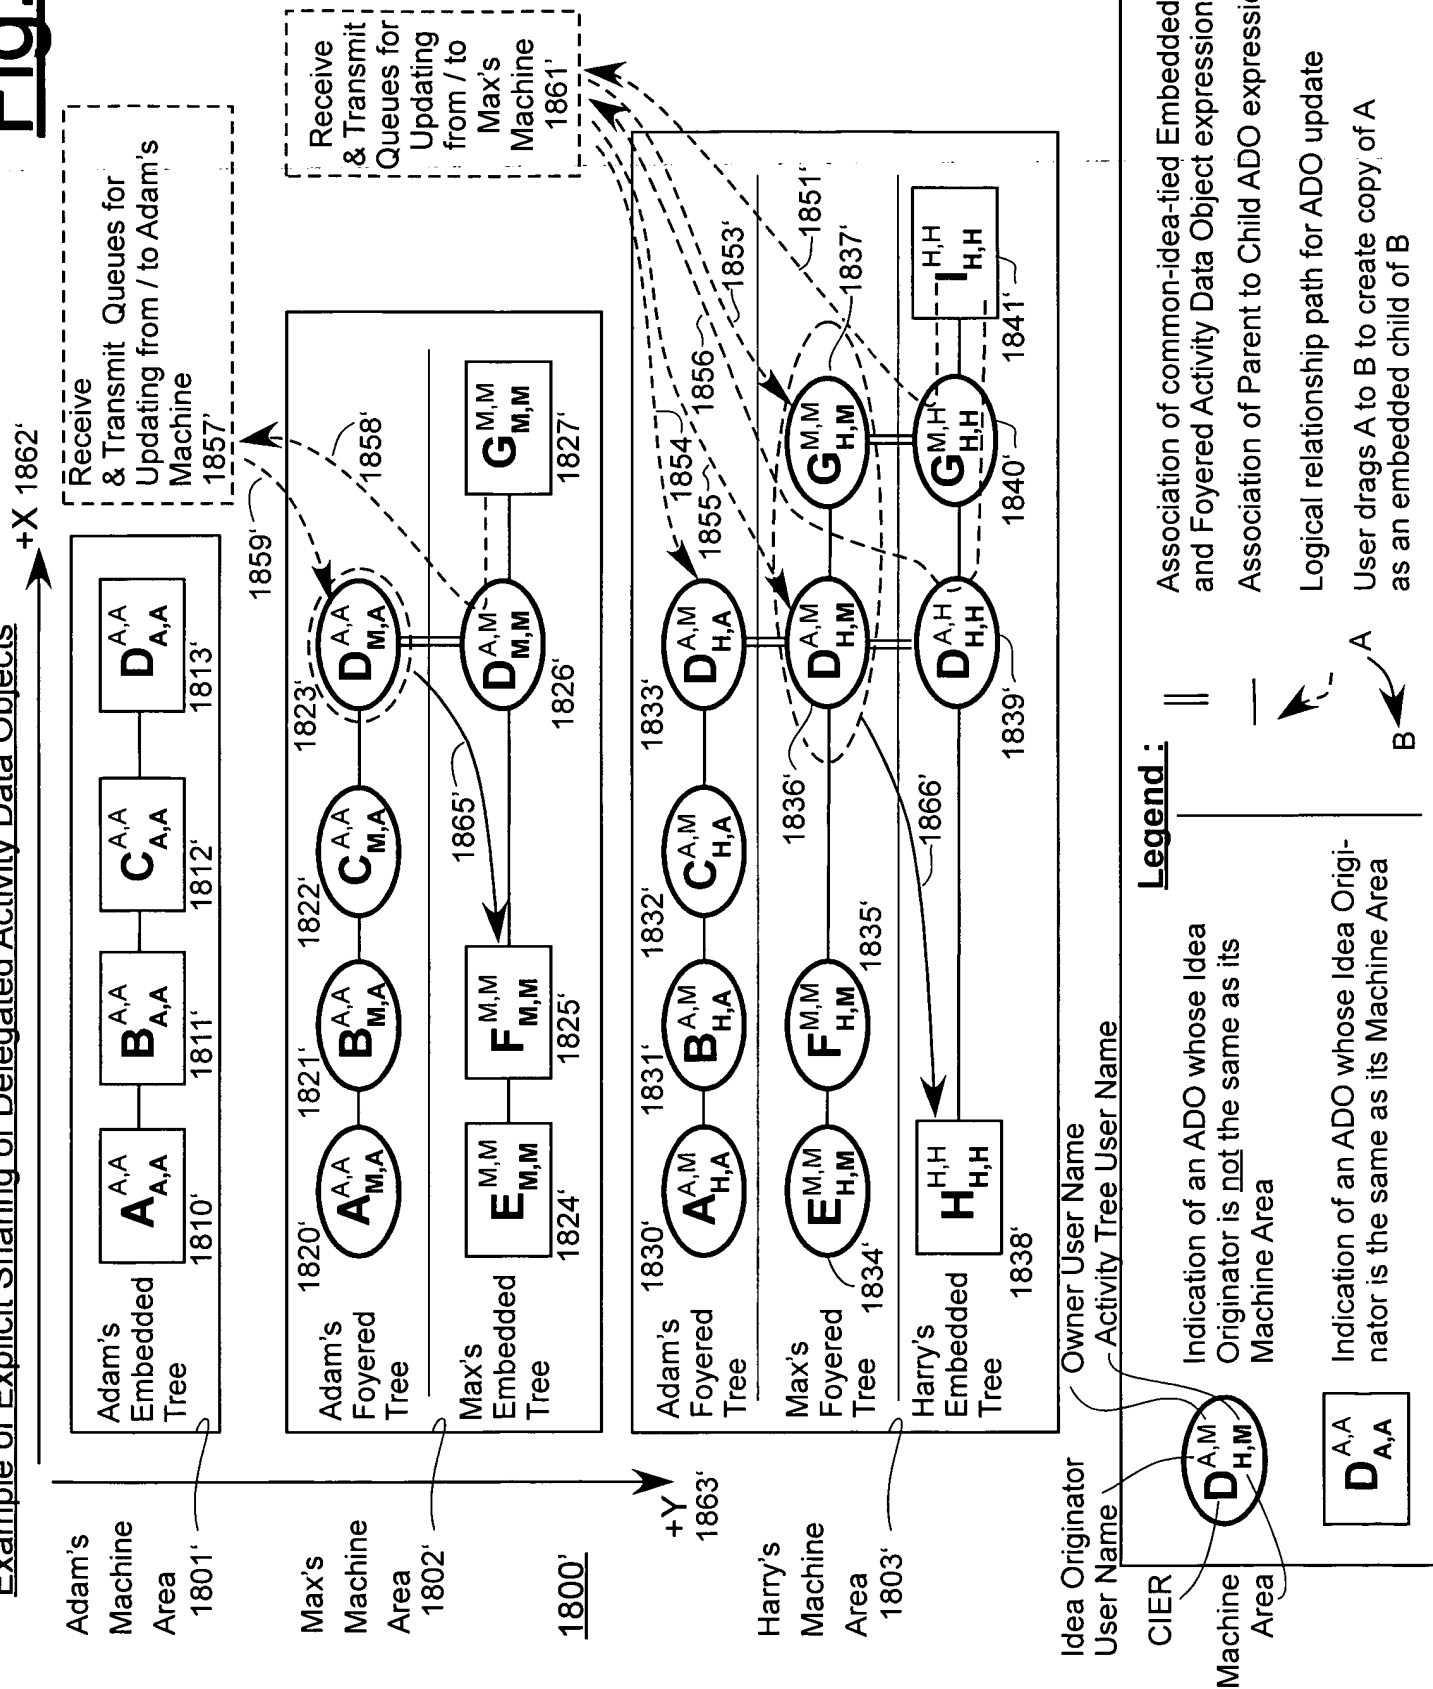 Fig.
Example of Explicit Sharing of Delegated Activity Data Objects
+X 1862'
+Y
1863'
1800'
Adam's
Machine
Area
1801'
Adam's
Embedded
Tree
A A,A A,A
1810'
B A,A A,A
1811'
C A,A A,A
1812'
D A,A A,A
1813'
Receive
& Transmit Queues for
Updating from / to Adam's
Machine
1857'
1859'
1858'
Max's
Machine
Area
1802'
Adam's
Foyered
Tree
1820'
A A,A M,A
1821'
B A,A M,A
1822'
C A,A M,A
1823'
D A,A M,A
Max's
Embedded
Tree
E M,M M,M
1824'
F M,M M,M
1825'
1865'
D A,M M,M
1826'
G M,M M,M
1827'
Receive
& Transmit
Queues for
Updating
from / to
Max's
Machine
1861'
Harry's
Machine
Area
1803'
Adam's
Foyered
Tree
1830'
A A,M H,A
1831'
B A,M H,A
1832'
C A,M H,A
1833'
D A,M H,A
1854'
1855'
1856'
1853'
1851'
Max's
Foyered
Tree
E M,M H,M
1834'
F M,M H,M
1835'
1836'
D A,M H,M
G M,M H,M
1837'
Harry's
Embedded
Tree
H H,H H,H
1838'
1866'
D A,H H,H
1839'
G M,H H,H
1840'
I H,H H,H
1841'
Legend :
Idea Originator
User Name
Owner User Name
Activity Tree User Name
CIER
Machine
Area
D A,M H,M
Indication of an ADO whose Idea
Originator is not the same as its
Machine Area
D A,A A,A
Indication of an ADO whose Idea Origi-
nator is the same as its Machine Area
Association of common-idea-tied Embedded
and Foyered Activity Data Object expression
Association of Parent to Child ADO
Logical relationship path for ADO update
A
B
User drags A to B to create copy of A
as an embedded child of B